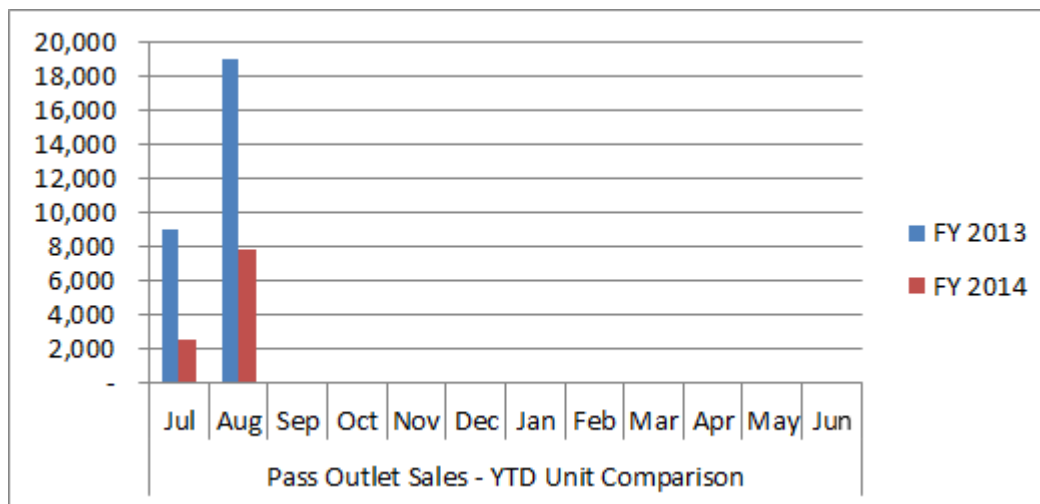 20,000
18,000
16,000
14,000
12,000
10,000
8,000
6,000
4,000
2,000
-
Jul Aug Sep Oct Nov Dec Jan Feb Mar Apr May Jun
Pass Outlet Sales - YTD Unit Comparison
FY 2013
FY 2014